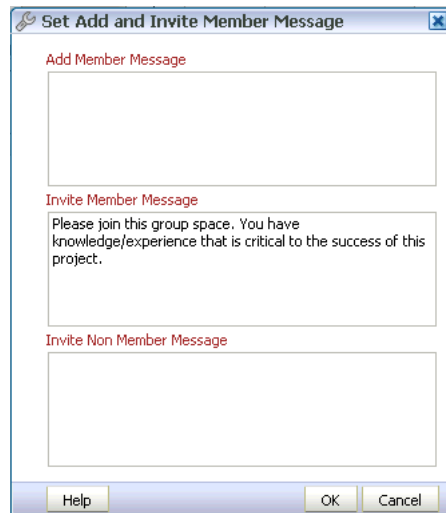 Set Add and Invite Member Message
Add Member Message
Invite Member Message
Please join this group space. You have
knowledge/experience that is critical to the success of this
project.
Invite Non Member Message
Help
OK
Cancel